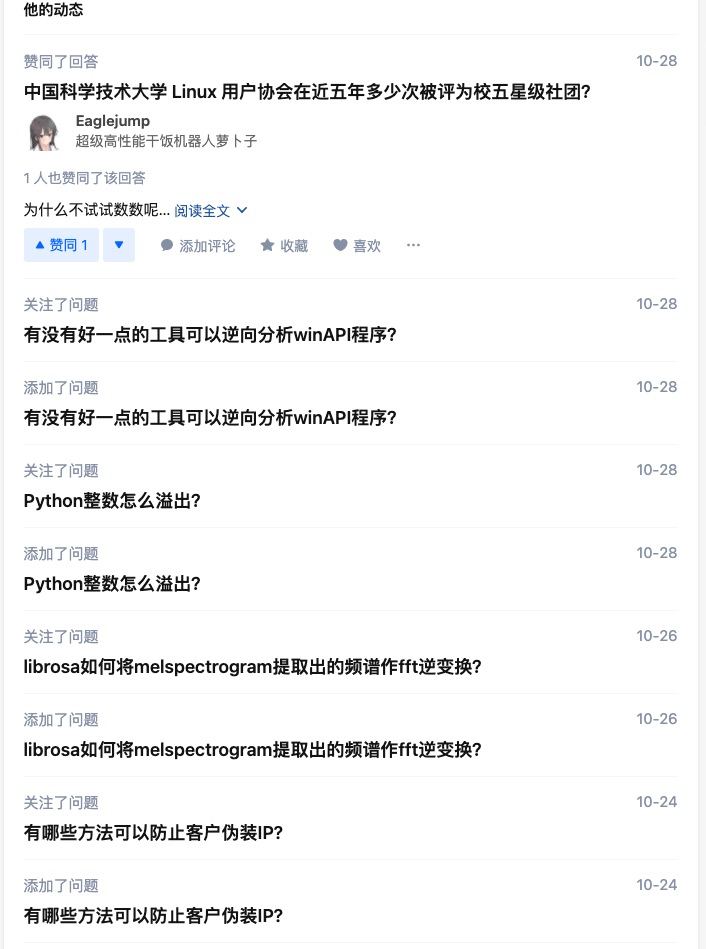 他的动态
赞同了回答 10-28
中国科学技术大学 Linux 用户协会在近五年多少次被评为校五星级社团?
Eaglejump
超级高性能干饭机器人萝卜子
1 人也赞同了该回答
为什么不试试数数呢... 阅读全文
赞同 1 添加评论 收藏 喜欢 ···
关注了问题 10-28
有没有好一点的工具可以逆向分析winAPI程序?
添加了问题 10-28
有没有好一点的工具可以逆向分析winAPI程序?
关注了问题 10-28
Python整数怎么溢出?
添加了问题 10-28
Python整数怎么溢出?
关注了问题 10-26
librosa如何将melspectrogram提取出的频谱作fft逆变换?
添加了问题 10-26
librosa如何将melspectrogram提取出的频谱作fft逆变换?
关注了问题 10-24
有哪些方法可以防止客户伪装IP?
添加了问题 10-24
有哪些方法可以防止客户伪装IP?